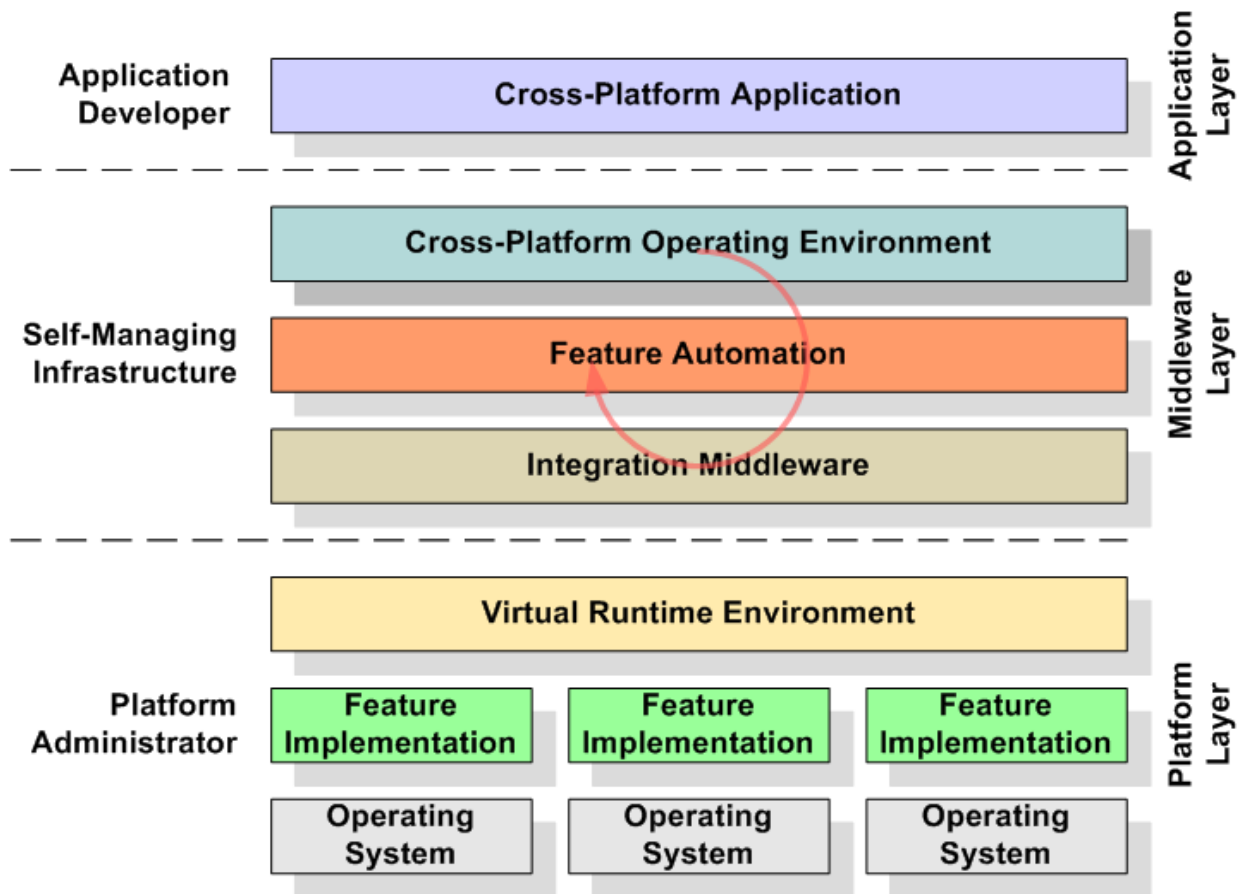 Application
Developer
Cross-Platform Application
Application
Layer
Cross-Platform Operating Environment
Self-Managing
Infrastructure
Feature Automation
Middleware
Layer
Integration Middleware
Virtual Runtime Environment
Platform
Administrator
Feature
Implementation
Feature
Implementation
Feature
Implementation
Platform
Layer
Operating
System
Operating
System
Operating
System